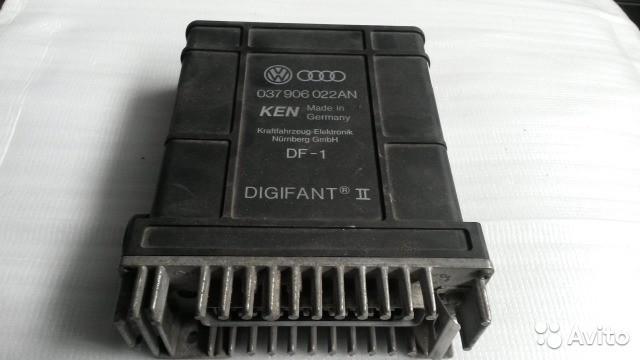 037 906 022AN
KEN Made in Germany
Kraftfahrzeug-Elektronik
Nürnberg GmbH
DF-1
DIGIFANT® II
Avito